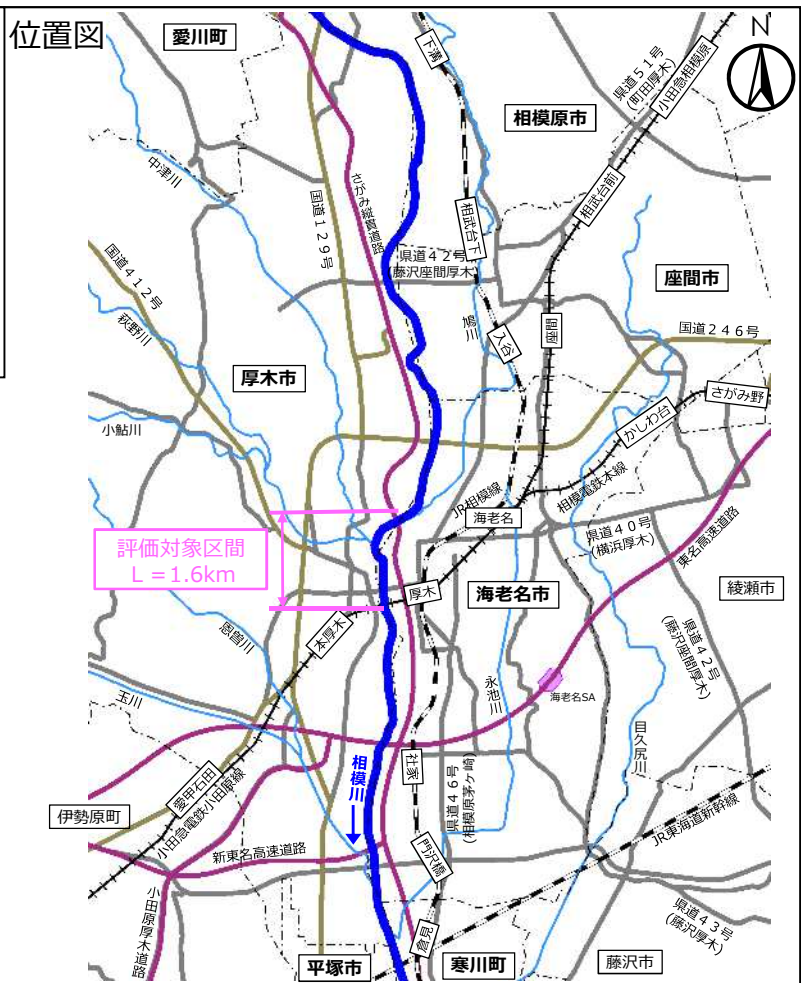 位置図
愛川町
N
下溝
県道51号
(町田厚木)
小田急相模原
相模原市
中津川
国道129号
さがみ縦貫道路
相武台下
相武台前
県道42号
(藤沢座間厚木)
国道412号
座間市
萩野川
鳩川
入谷
座間
国道246号
厚木市
さがみ野
小鮎川
かしわ台
JR相模線
相模電鉄本線
海老名
県道40号
(横浜厚木)
東名高速道路
評価対象区間
L＝1.6km
厚木
海老名市
綾瀬市
恩曽川
本厚木
県道42号
(藤沢座間厚木)
玉川
永池川
海老名SA
目久尻川
相模川
社家
愛甲石田
小田急電鉄小田原線
県道46号
(相模原茅ヶ崎)
伊勢原町
新東名高速道路
JR東海道新幹線
門沢橋
小田原厚木道路
倉見
県道43号
(藤沢厚木)
平塚市
寒川町
藤沢市